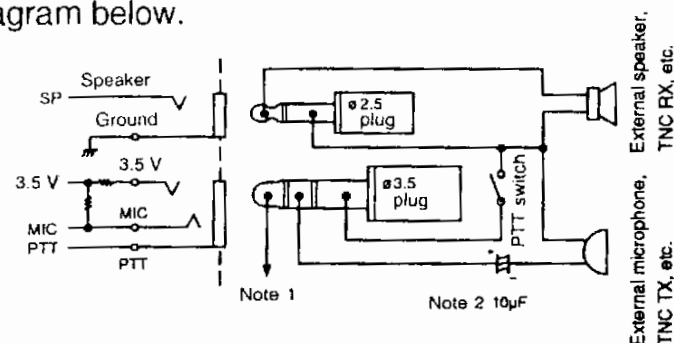 agram below.
Speaker
SP
Ground
3.5 V
3.5 V
MIC
MIC
PTT
PTT
ø2.5
plug
ø3.5
plug
PTT switch
+
-
Note 1
Note 2 10µF
External speaker,
TNC RX, etc.
External microphone,
TNC TX, etc.